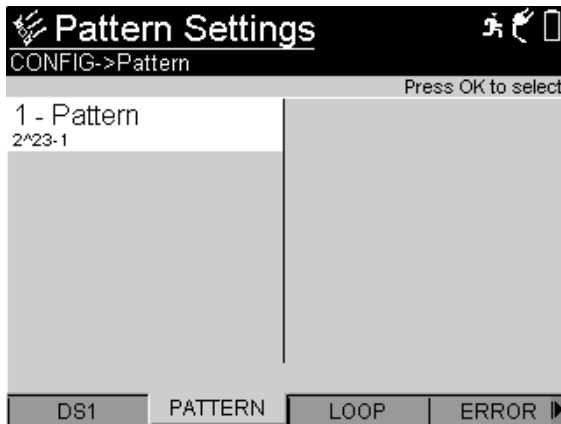 Pattern Settings
CONFIG->Pattern
Press OK to select
1 - Pattern
2^23-1
DS1
PATTERN
LOOP
ERROR